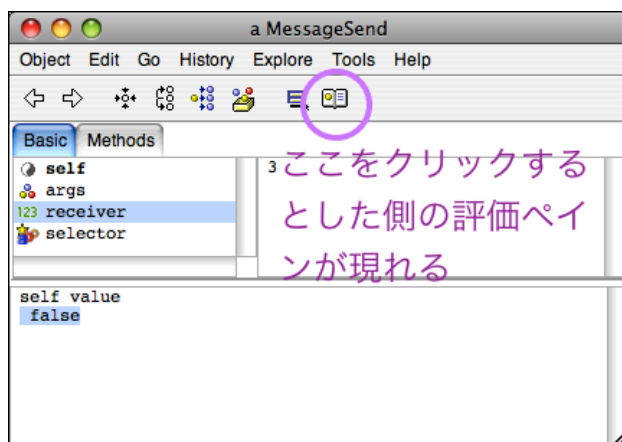 a MessageSend
Object Edit Go History Explore Tools Help
Basic Methods
self
args
123 receiver
selector
3
ここをクリックする
とした側の評価ペイ
ンが現れる
self value
false